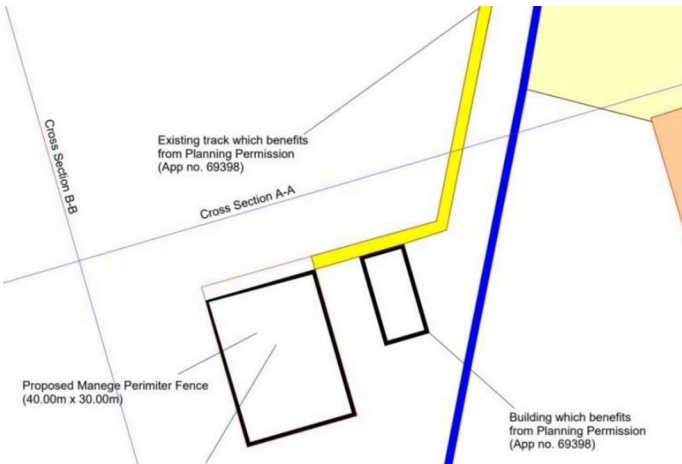 Existing track which benefits
from Planning Permission
(App no. 69398)
Cross Section B-B
Cross Section A-A
Proposed Manege Perimiter Fence
(40.00m x 30.00m)
Building which benefits
from Planning Permission
(App no. 69398)